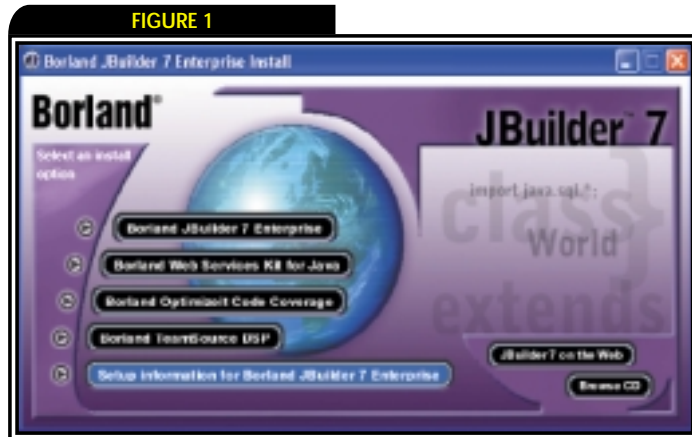 FIGURE 1
Borland JBuilder 7 Enterprise Install
Borland®
JBuilder™ 7
Select an install
option
import java.sql.*;
class }
World
extends
Borland JBuilder 7 Enterprise
Borland Web Services Kit for Java
Borland Optimizeit Code Coverage
Borland TeamSource DSP
Setup information for Borland JBuilder 7 Enterprise
JBuilder 7 on the Web
Browse CD